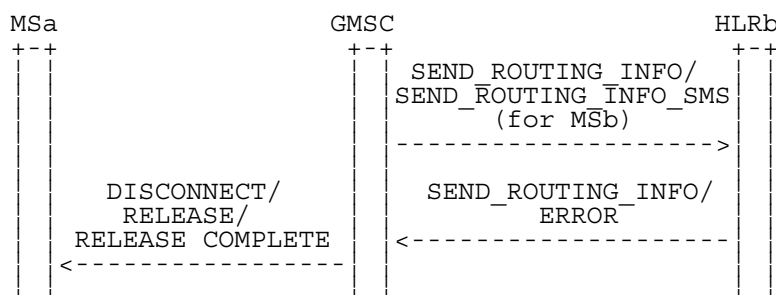 MSa GMSC HLRb
SEND_ROUTING_INFO/
SEND_ROUTING_INFO_SMS
(for MSb)
DISCONNECT/ SEND_ROUTING_INFO/
RELEASE/ ERROR
RELEASE COMPLETE